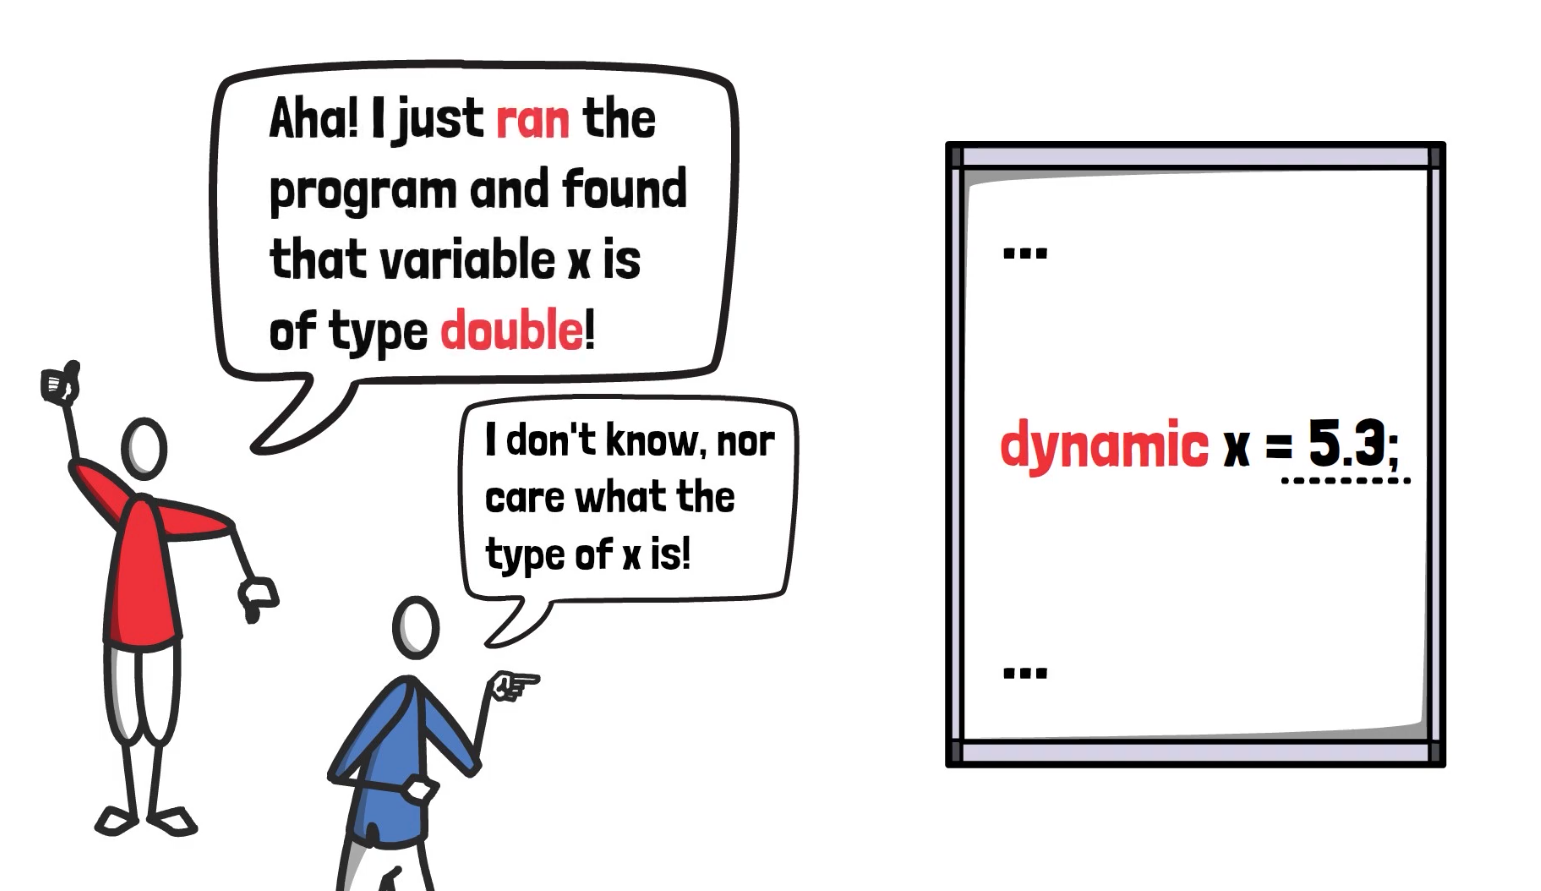 Aha! I just ran the
program and found
that variable x is
of type double!
I don't know, nor
care what the
type of x is!
...
dynamic x = 5.3;
...